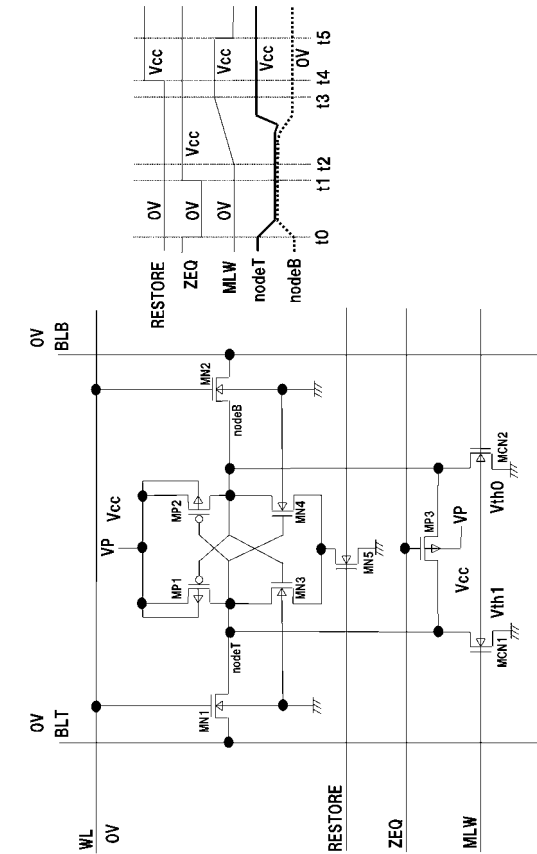 WL
0V
0V
BLT
0V
BLB
MN1
nodeT
VP
Vcc
MP1
MP2
MN3
MN4
nodeB
MN2
RESTORE
MN5
ZEQ
MP3
VP
Vcc
MLW
MCN1
Vth1
Vth0
MCN2
RESTORE
0V
Vcc
ZEQ
0V
Vcc
MLW
0V
Vcc
nodeT
Vcc
nodeB
0V
t0
t1
t2
t3
t4
t5